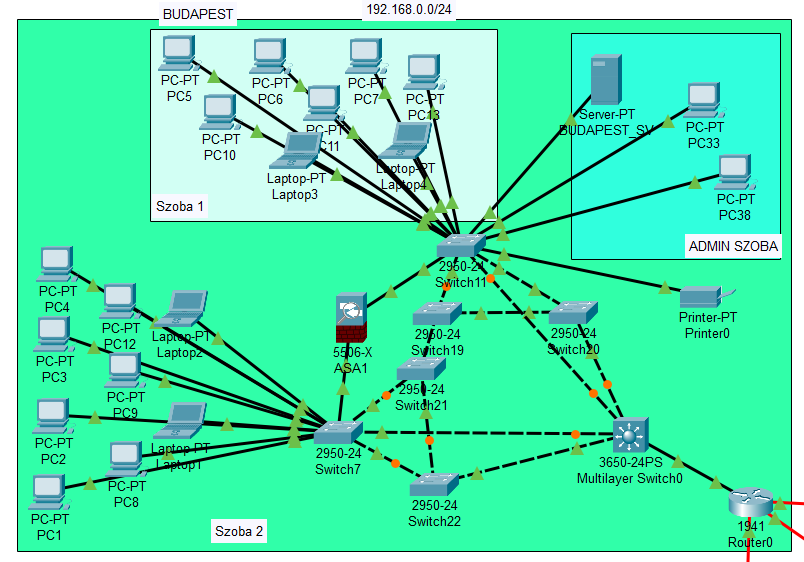 BUDAPEST
192.168.0.0/24
PC-PT
PC5
PC-PT
PC6
PC-PT
PC7
PC-PT
PC13
PC-PT
PC10
PC11
Laptop-PT
Laptop3
Laptop-PT
Laptop4
Szoba 1
Server-PT
BUDAPEST_SV
PC-PT
PC33
PC-PT
PC38
ADMIN SZOBA
2950-24
Switch11
Printer-PT
Printer0
PC-PT
PC4
PC-PT
PC12
Laptop-PT
Laptop2
PC-PT
PC3
PC-PT
PC9
PC-PT
PC2
Laptop-PT
Laptop1
PC-PT
PC8
PC-PT
PC1
5506-X
ASA1
2950-24
Switch19
2950-24
Switch20
2950-24
Switch21
2950-24
Switch7
2950-24
Switch22
3650-24PS
Multilayer Switch0
1941
Router0
Szoba 2